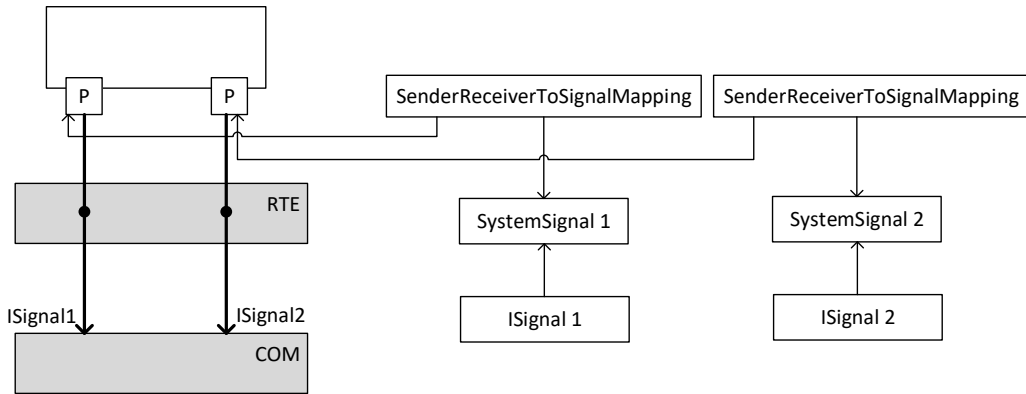 P
P
SenderReceiverToSignalMapping
SenderReceiverToSignalMapping
RTE
SystemSignal 1
SystemSignal 2
ISignal1
ISignal2
ISignal 1
ISignal 2
COM